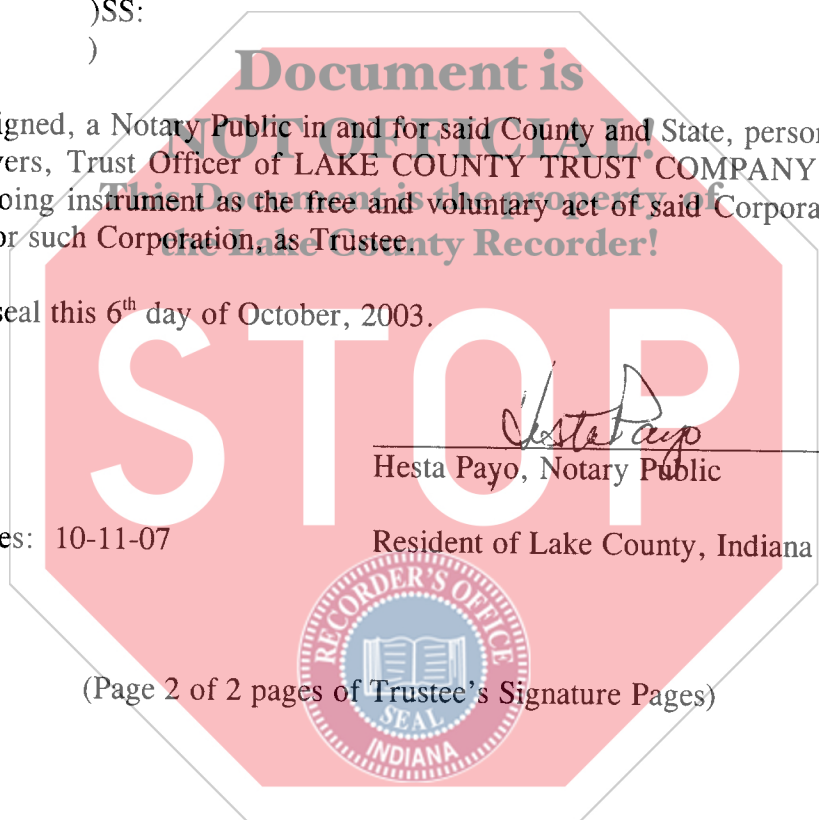 )SS:
)
Document is
igned, a Notary Public in and for said County and State, person
NOT OFFICIAL!
vers, Trust Officer of LAKE COUNTY TRUST COMPANY
This Document is the property of
oing instrument as the free and voluntary act of said Corpora
the Lake County Recorder!
or such Corporation, as Trustee.
seal this 6th day of October, 2003.
STOP
Hesta Payo
Hesta Payo, Notary Public
es: 10-11-07
Resident of Lake County, Indiana
RECORDER'S OFFICE
SEAL
INDIANA
(Page 2 of 2 pages of Trustee's Signature Pages)